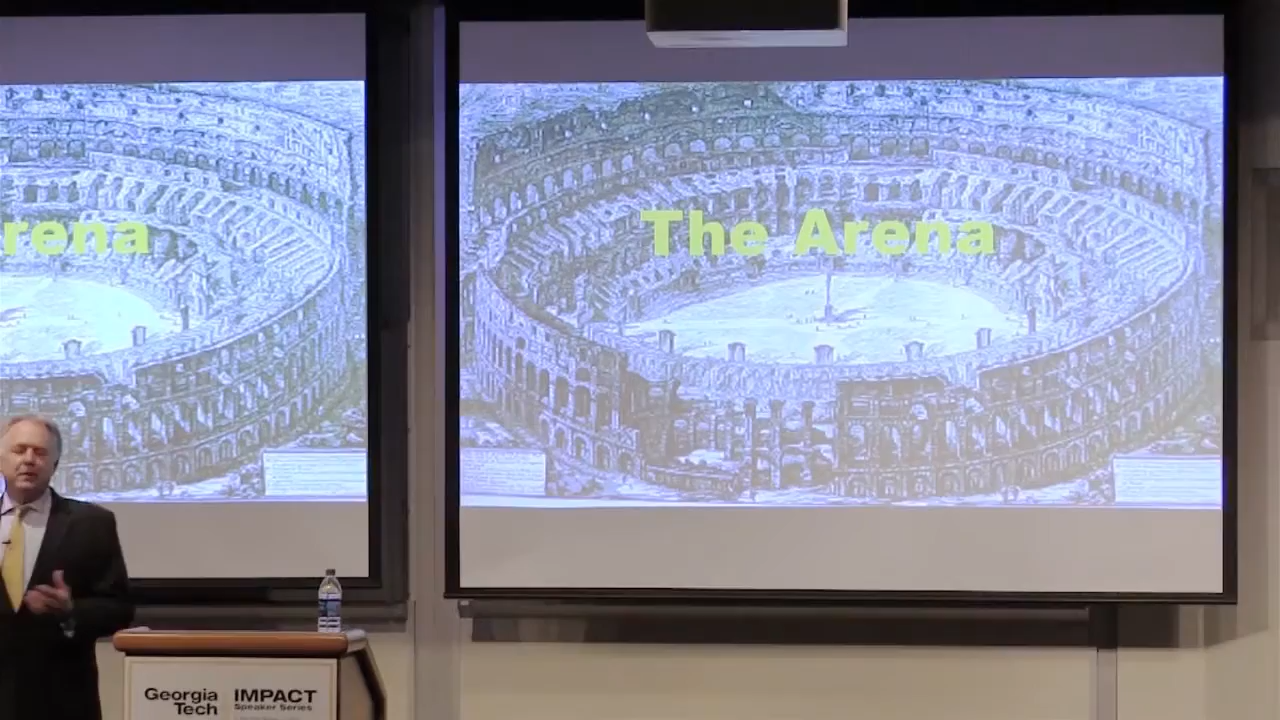 rena
The Arena
Georgia
Tech
IMPACT
Speaker Series